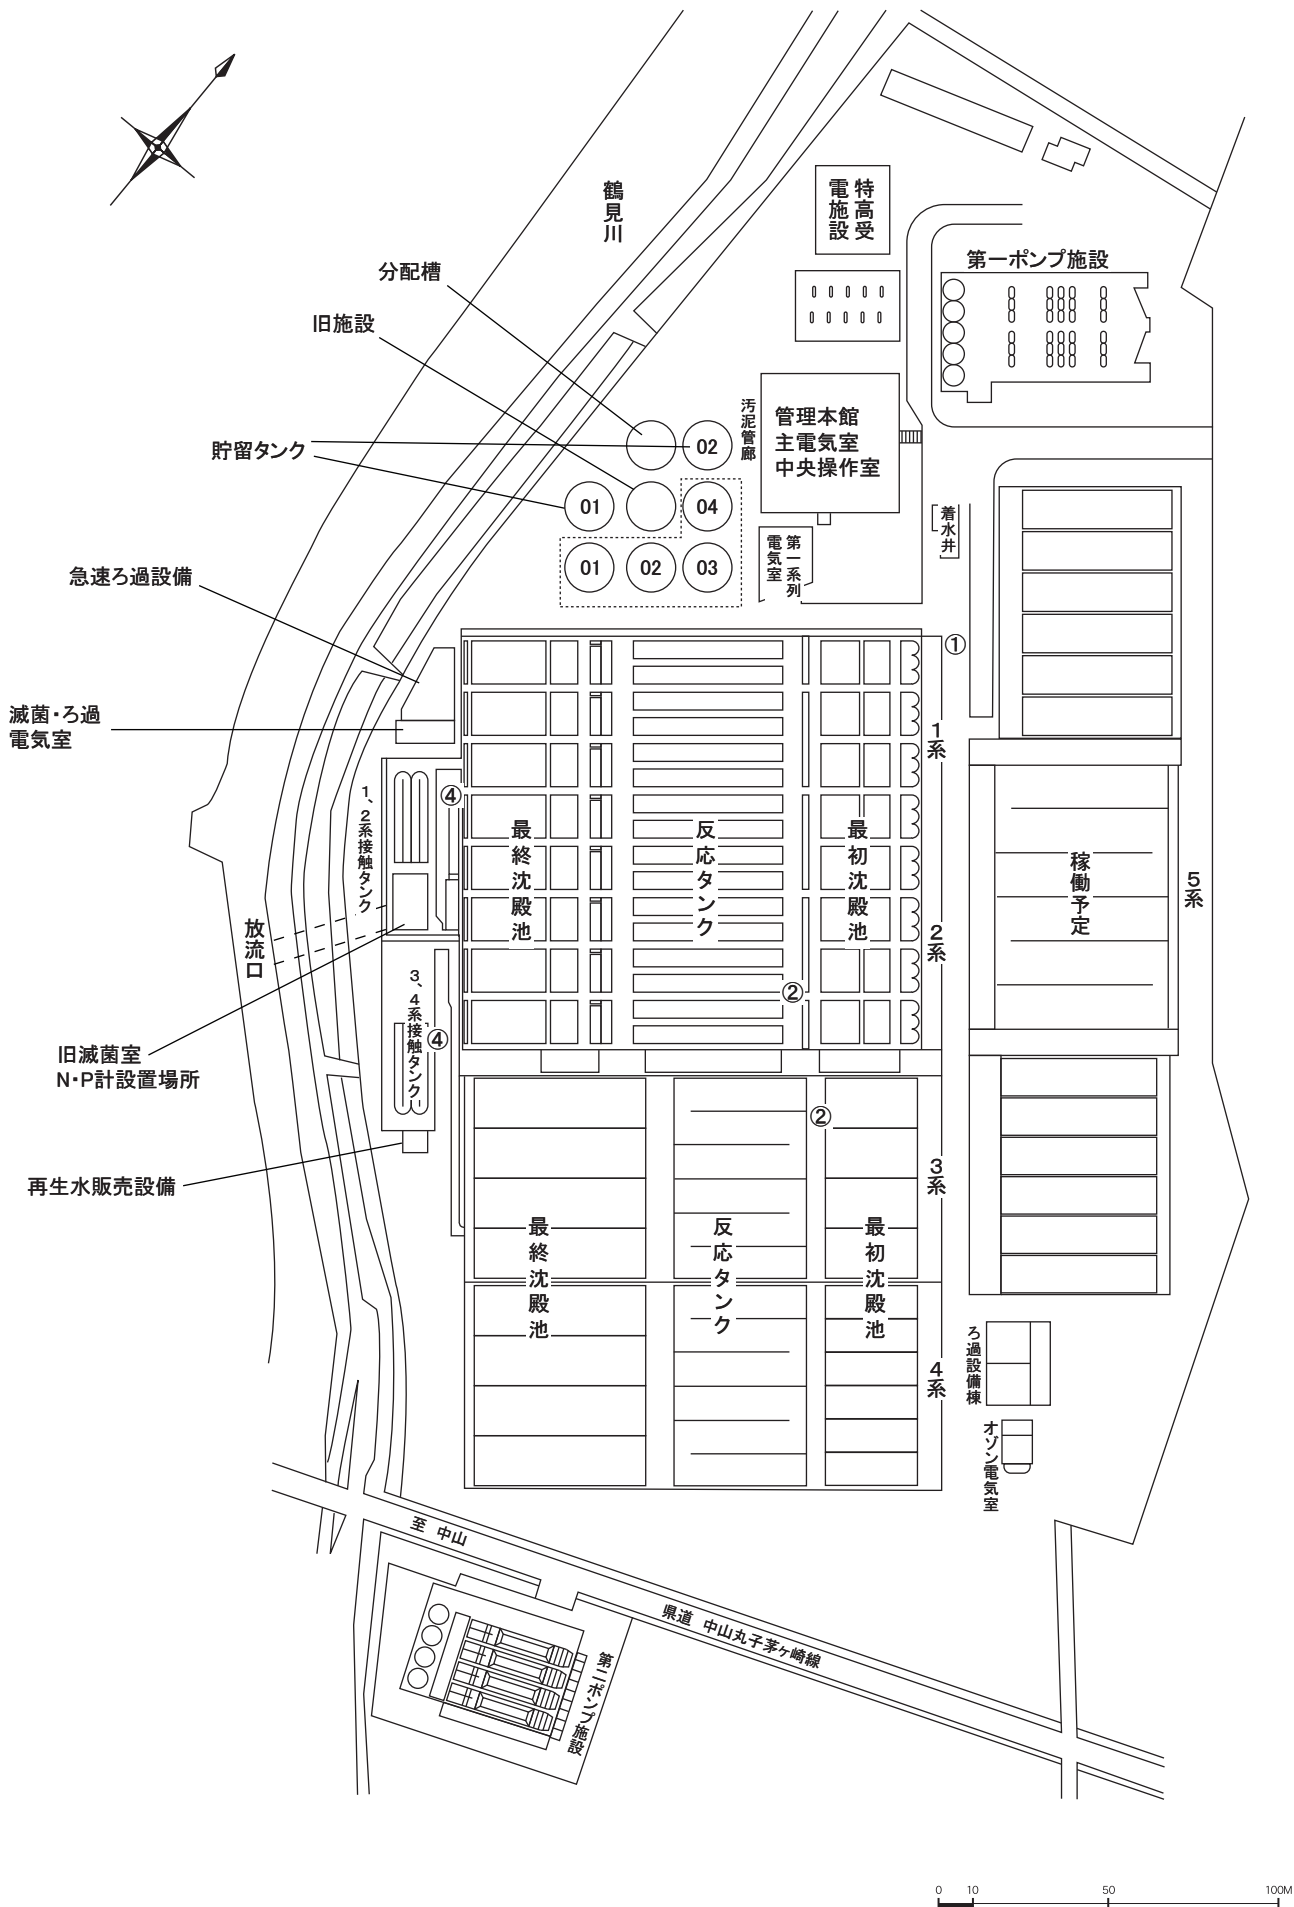 鶴見川
特高受
電施設
第一ポンプ施設
分配槽
旧施設
貯留タンク
汚泥管廊
管理本館
主電気室
中央操作室
02
01
04
01
02
03
第一系列
電気室
着水井
急速ろ過設備
滅菌・ろ過
電気室
①
1系
④
1、2系接触タンク
最終沈殿池
反応タンク
最初沈殿池
稼働予定
5系
2系
放流口
②
3、4系接触タンク
④
旧滅菌室
N・P計設置場所
②
再生水販売設備
3系
最終沈殿池
反応タンク
最初沈殿池
4系
ろ過設備棟
オゾン電気室
至 中山
県道 中山丸子茅ヶ崎線
第二ポンプ施設
0 10 50 100M